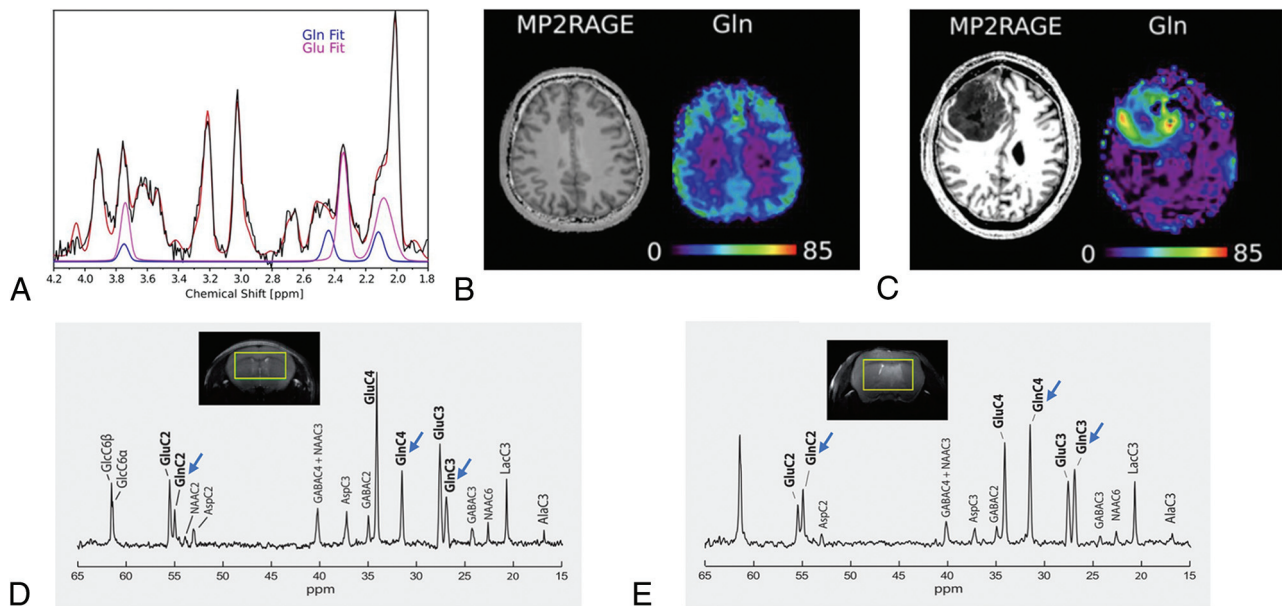 Gln Fit
Glu Fit
4.2 4.0 3.8 3.6 3.4 3.2 3.0 2.8 2.6 2.4 2.2 2.0 1.8
Chemical Shift [ppm]
A
MP2RAGE Gln
0 85
B
MP2RAGE Gln
0 85
C
GlcC6β
GlcC6α
GluC2
GlnC2
NAAC2
AspC2
GABAC4 + NAAC3
AspC3
GABAC2
GluC4
GlnC4
GluC3
GlnC3
GABAC3
NAAC6
LacC3
AlaC3
65 55 45 40 35 30 25 20 15
ppm
D
GluC2
GlnC2
AspC2
GABAC4 + NAAC3
AspC3
GABAC2
GluC4
GlnC4
GluC3
GlnC3
GABAC3
NAAC6
LacC3
AlaC3
65 55 45 40 35 30 25 20 15
ppm
E